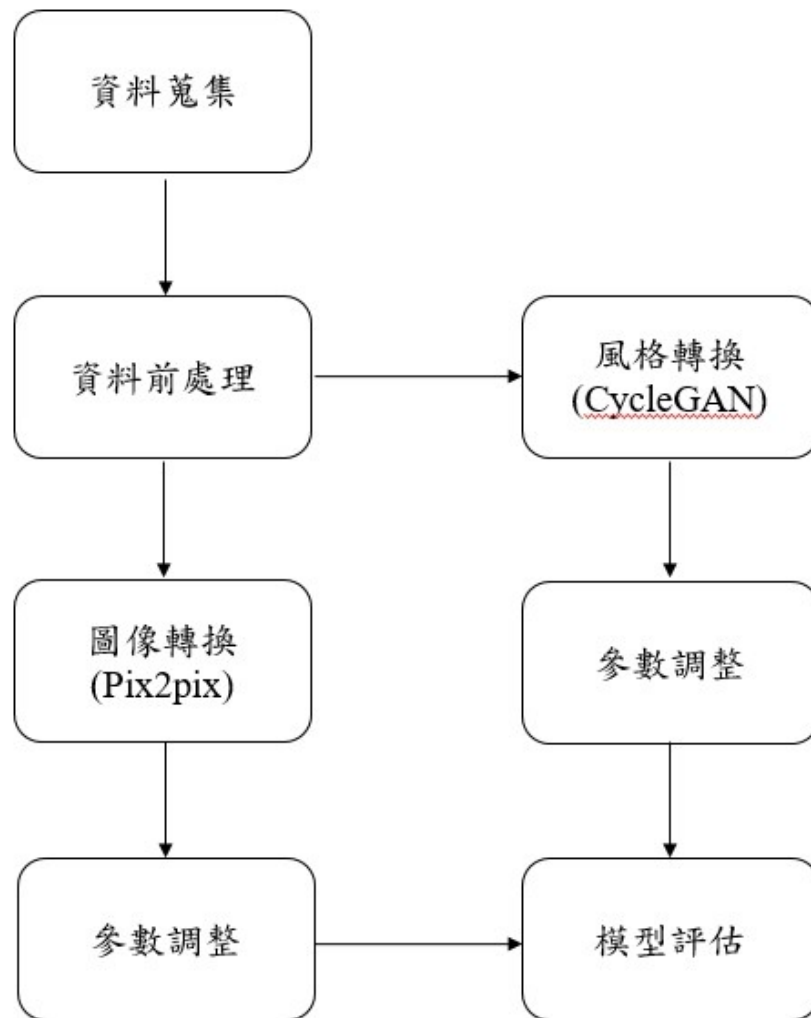 資料蒐集
資料前處理
風格轉換
(CycleGAN)
圖像轉換
(Pix2pix)
參數調整
參數調整
模型評估